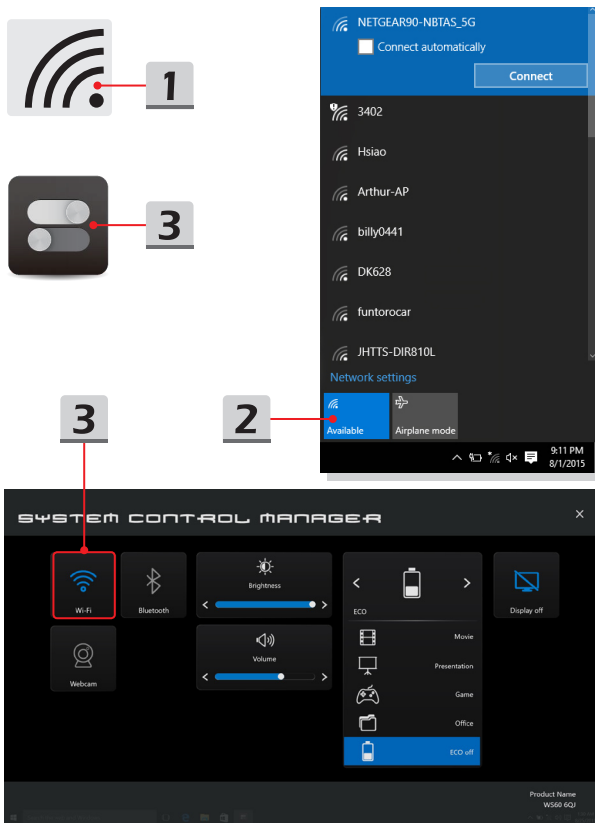 1
3
NETGEAR90-NBTAS_5G
Connect automatically
Connect
3402
Hsiao
Arthur-AP
billy0441
DK628
funtorocar
JHTTS-DIR810L
Network settings
Available
Airplane mode
9:11 PM
8/1/2015
3
2
SYSTEM CONTROL MANAGER
Wi-Fi
Bluetooth
Brightness
ECO
Display off
Webcam
Volume
Movie
Presentation
Game
Office
ECO off
Product Name
WS60 6QJ